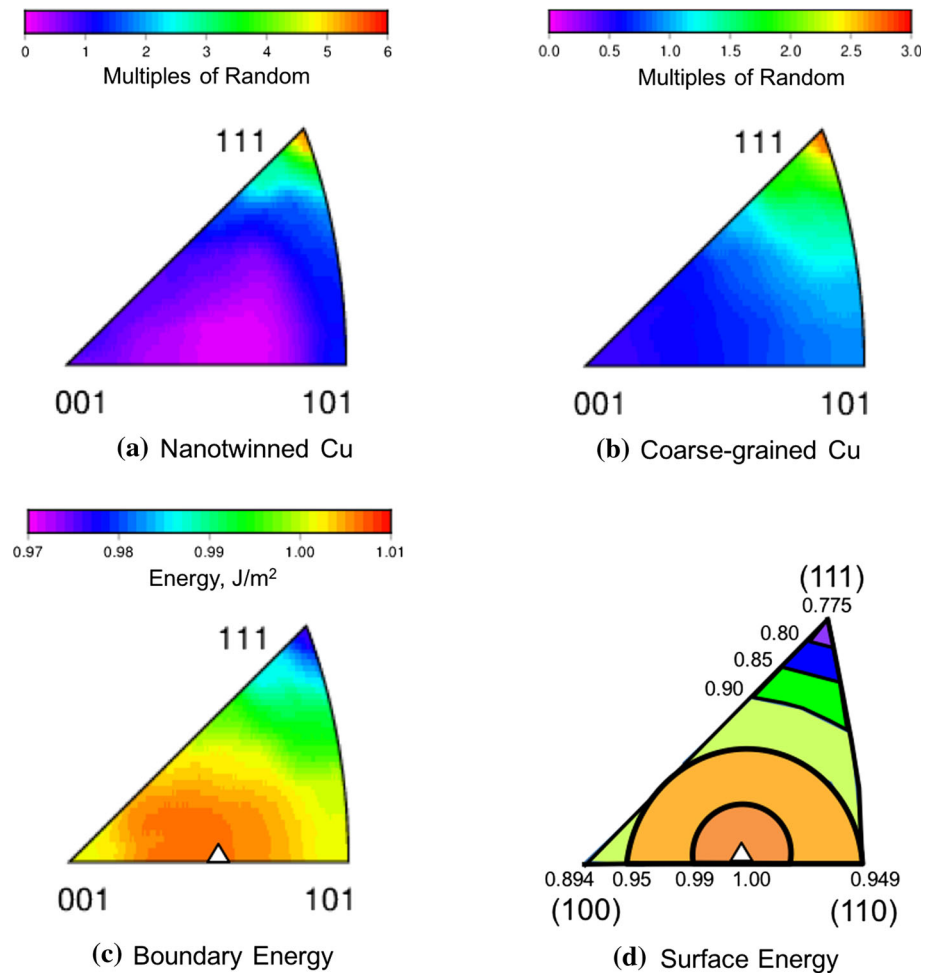 0 1 2 3 4 5 6
Multiples of Random
111
001 101
(a) Nanotwinned Cu
0.0 0.5 1.0 1.5 2.0 2.5 3.0
Multiples of Random
111
001 101
(b) Coarse-grained Cu
0.97 0.98 0.99 1.00 1.01
Energy, J/m²
111
001 101
(c) Boundary Energy
(111)
0.775
0.80
0.85
0.90
0.894 0.95 0.99 1.00 0.949
(100) (110)
(d) Surface Energy